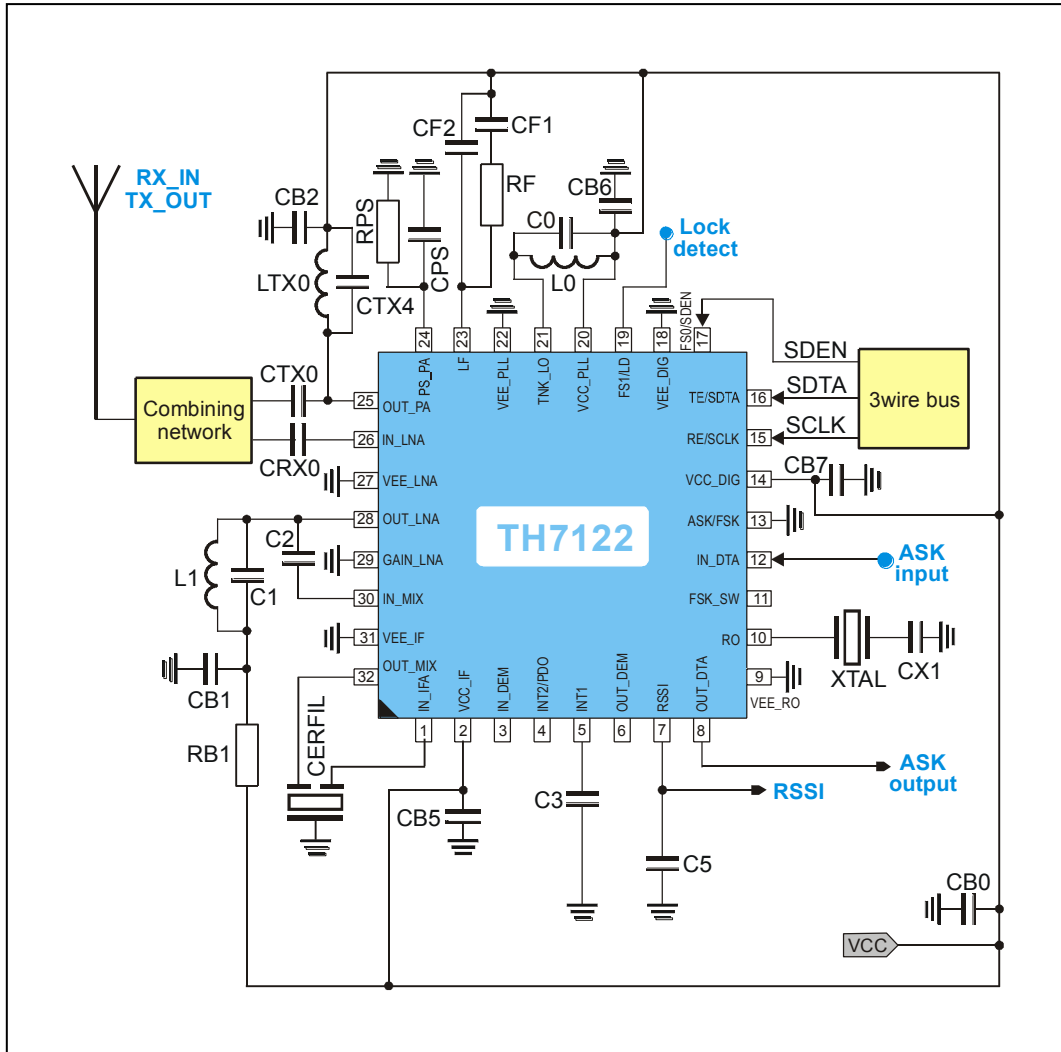 CF2
CF1
RX_IN
TX_OUT
CB2
RPS
CPS
RF
CB6
C0
L0
Lock
detect
LTX0
CTX4
24
23
22
21
20
19
18
17
FS0/SDEN
PS_PA
LF
VEE_PLL
TNK_LO
VCC_PLL
FS1/LD
VEE_DIG
SDEN
SDTA
SCLK
3wire bus
Combining
network
CTX0
CRX0
25
OUT_PA
26
IN_LNA
27
VEE_LNA
28
OUT_LNA
29
GAIN_LNA
30
IN_MIX
31
VEE_IF
32
OUT_MIX
TE/SDTA
16
RE/SCLK
15
VCC_DIG
14
ASK/FSK
13
IN_DTA
12
FSK_SW
11
RO
10
9
VEE_RO
CB7
TH7122
ASK
input
C2
L1
C1
CB1
RB1
XTAL
CX1
IN_IFA
VCC_IF
IN_DEM
INT2/PDO
INT1
OUT_DEM
RSSI
OUT_DTA
1
2
3
4
5
6
7
8
CERFIL
CB5
C3
RSSI
ASK
output
C5
CB0
VCC